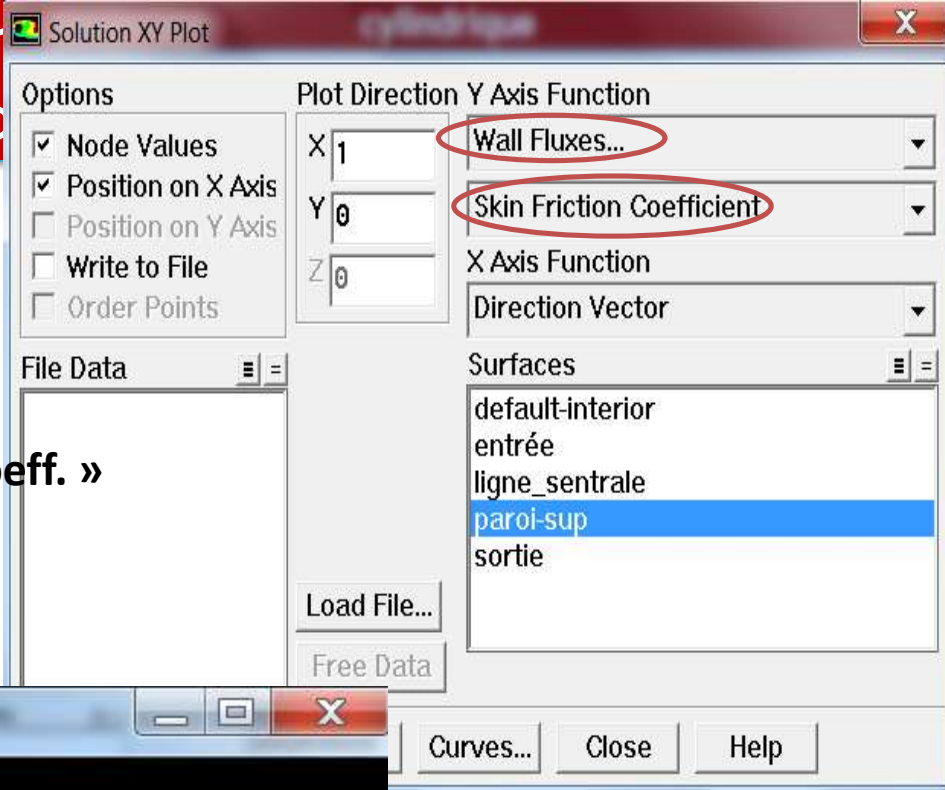 Solution XY Plot
cylindrique
X
Options
Node Values
Position on X Axis
Position on Y Axis
Write to File
Order Points
Plot Direction
X 1
Y 0
Z 0
Y Axis Function
Wall Fluxes...
Skin Friction Coefficient
X Axis Function
Direction Vector
File Data
Surfaces
default-interior
entrée
ligne_sentrale
paroi-sup
sortie
eff. »
Load File...
Free Data
Curves...
Close
Help